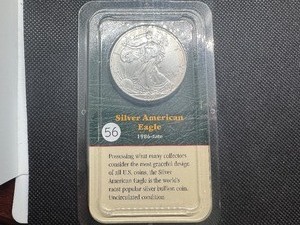 Silver American
Eagle
1986-date
56
Possessing what many collectors
consider the most graceful design
of all U.S. coins, the Silver
American Eagle is the world's
most popular silver bullion coin.
Uncirculated condition.